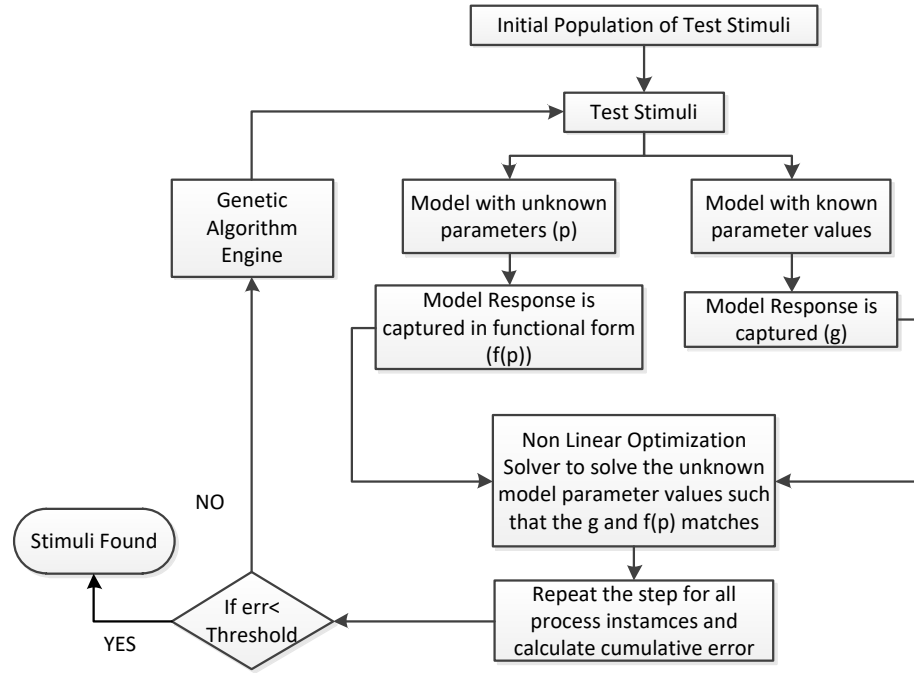 Initial Population of Test Stimuli
Test Stimuli
Genetic
Algorithm
Engine
Model with unknown
parameters (p)
Model with known
parameter values
Model Response is
captured in functional form
(f(p))
Model Response is
captured (g)
Non Linear Optimization
Solver to solve the unknown
model parameter values such
that the g and f(p) matches
NO
Stimuli Found
Repeat the step for all
process instamces and
calculate cumulative error
If err<
Threshold
YES